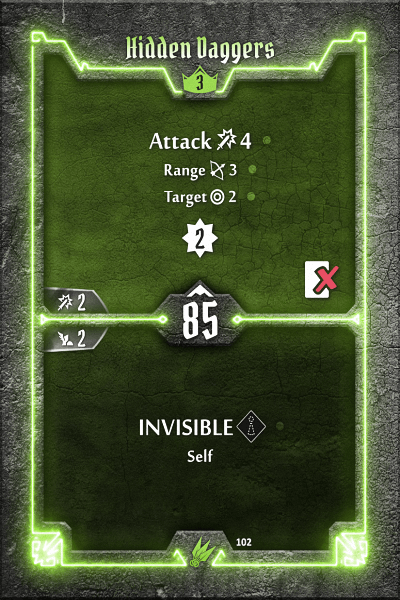 Hidden Daggers
3
Attack 4
Range 3
Target 2
2
2
85
2
INVISIBLE
Self
102